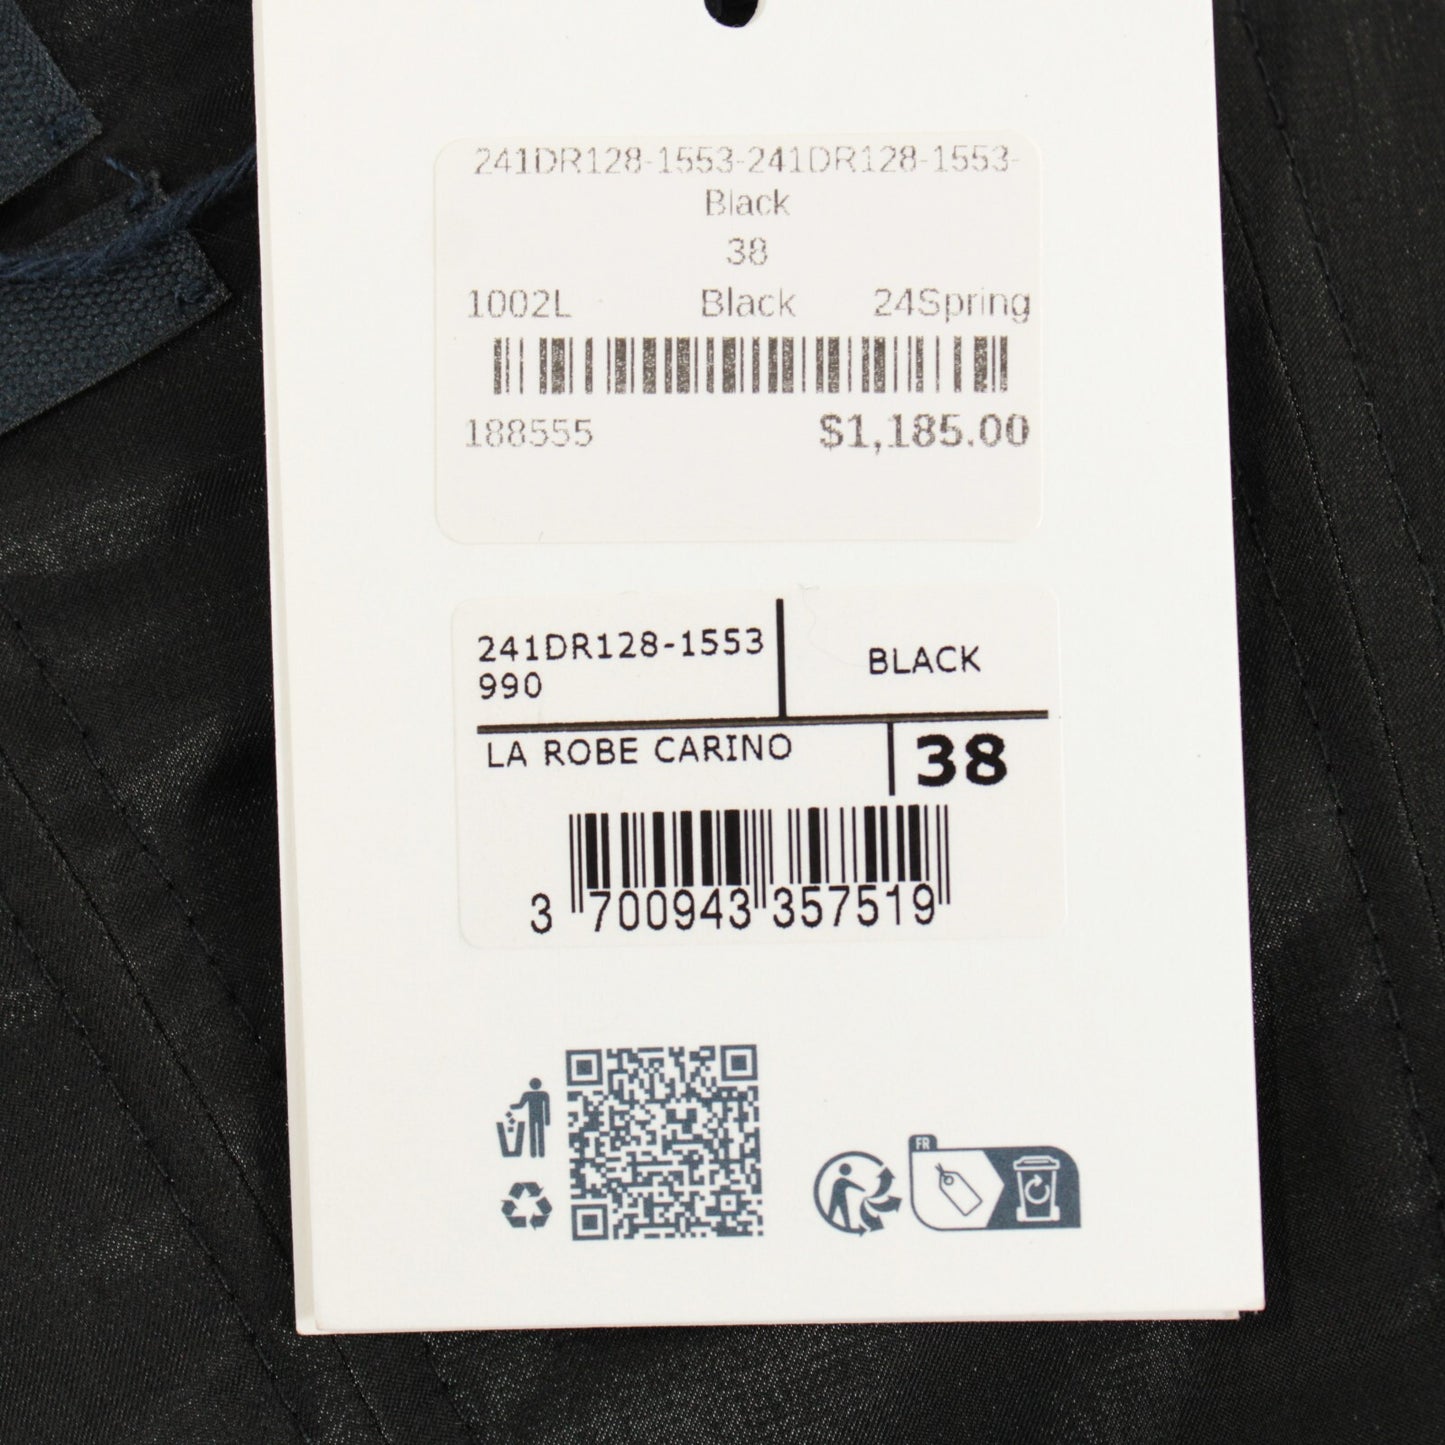 241DR128-1553-241DR128-1553-
Black
38
1002L Black 24Spring
188555 $1,185.00
241DR128-1553
990
BLACK
LA ROBE CARINO
38
3 700943 357519
FR